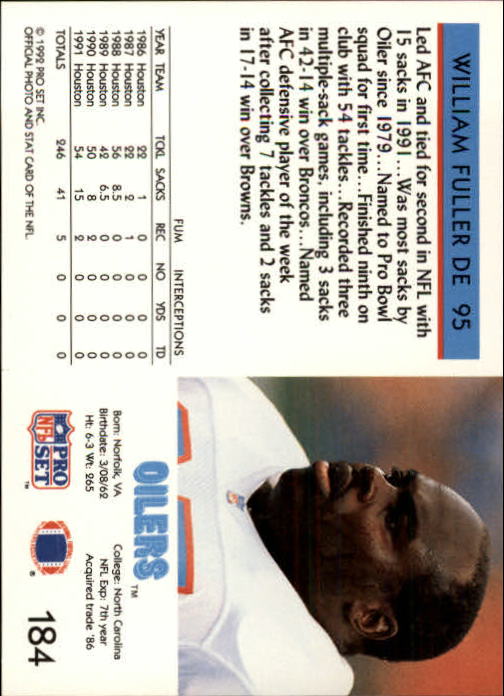 WILLIAM FULLER DE 95
Led AFC and tied for second in NFL with
15 sacks in 1991...Was most sacks by
Oiler since 1979...Named to Pro Bowl
squad for first time...Finished ninth on
club with 54 tackles...Recorded three
multiple-sack games, including 3 sacks
in 42-14 win over Broncos...Named
AFC defensive player of the week
after collecting 7 tackles and 2 sacks
in 17-14 win over Browns.
FUM INTERCEPTIONS
YEAR TEAM TCKL SACKS REC NO YDS TD
1986 Houston 22 1 0 0 0 0
1987 Houston 22 2 1 0 0 0
1988 Houston 56 8.5 0 0 0 0
1989 Houston 42 6.5 0 0 0 0
1990 Houston 50 8 2 0 0 0
1991 Houston 54 15 2 0 0 0
TOTALS 246 41 5 0 0 0
© 1992 PRO SET INC.
OFFICIAL PHOTO AND STAT CARD OF THE NFL
OILERS™
Born: Norfolk, VA
Birthdate: 3/08/62
Ht: 6-3 Wt: 265
College: North Carolina
NFL Exp: 7th year
Acquired trade '86
PRO
NFL
SET™
®
184